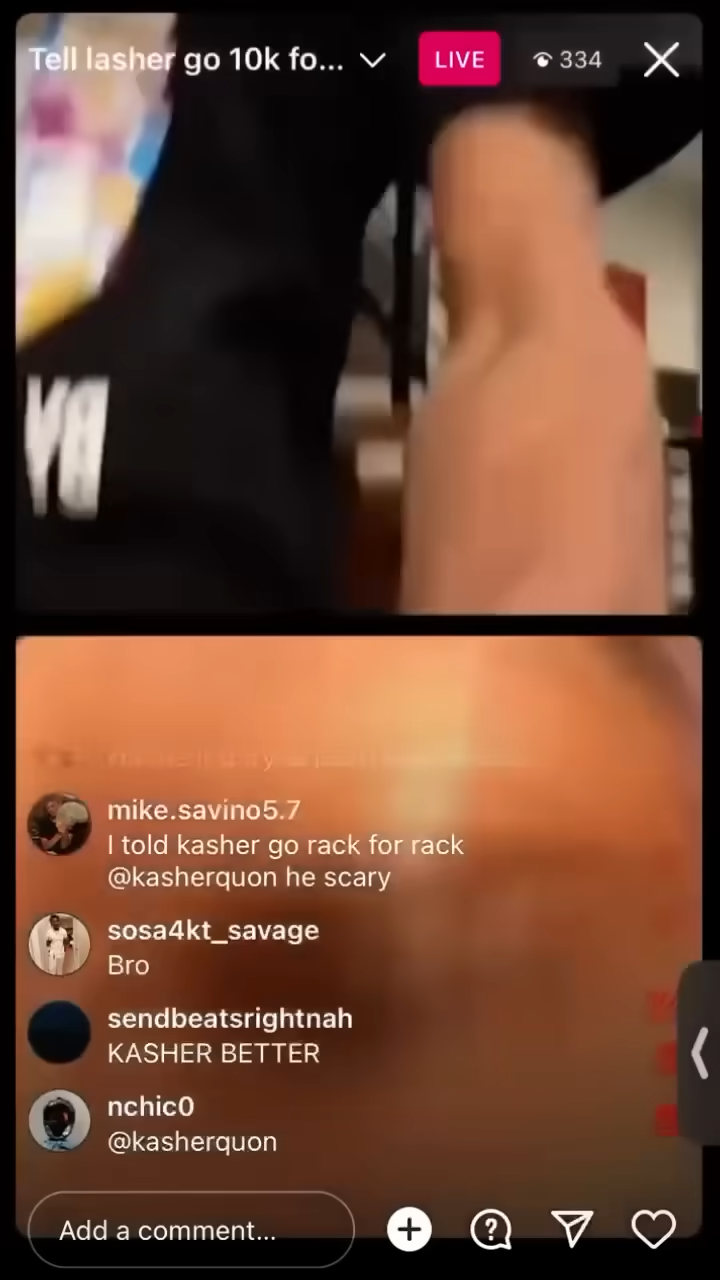 Tell lasher go 10k fo...
LIVE
334
mike.savino5.7
I told kasher go rack for rack
@kasherquon he scary
sosa4kt_savage
Bro
sendbeatsrightnah
KASHER BETTER
nchic0
@kasherquon
Add a comment...